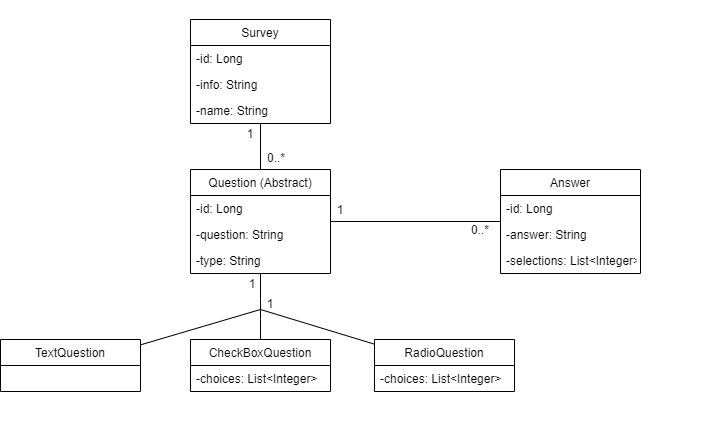 Survey
-id: Long
-info: String
-name: String
1
0..*
Question (Abstract)
-id: Long
-question: String
-type: String
1
0..*
Answer
-id: Long
-answer: String
-selections: List<Integer>
1
1
TextQuestion
CheckBoxQuestion
-choices: List<Integer>
RadioQuestion
-choices: List<Integer>